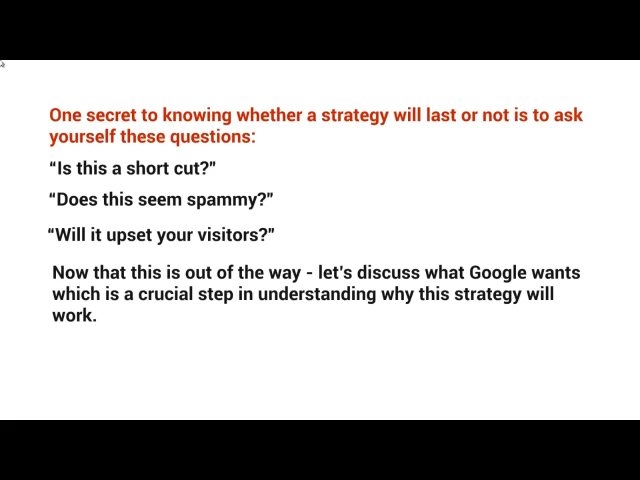 One secret to knowing whether a strategy will last or not is to ask
yourself these questions:
“Is this a short cut?”
“Does this seem spammy?”
“Will it upset your visitors?”
Now that this is out of the way - let's discuss what Google wants
which is a crucial step in understanding why this strategy will
work.